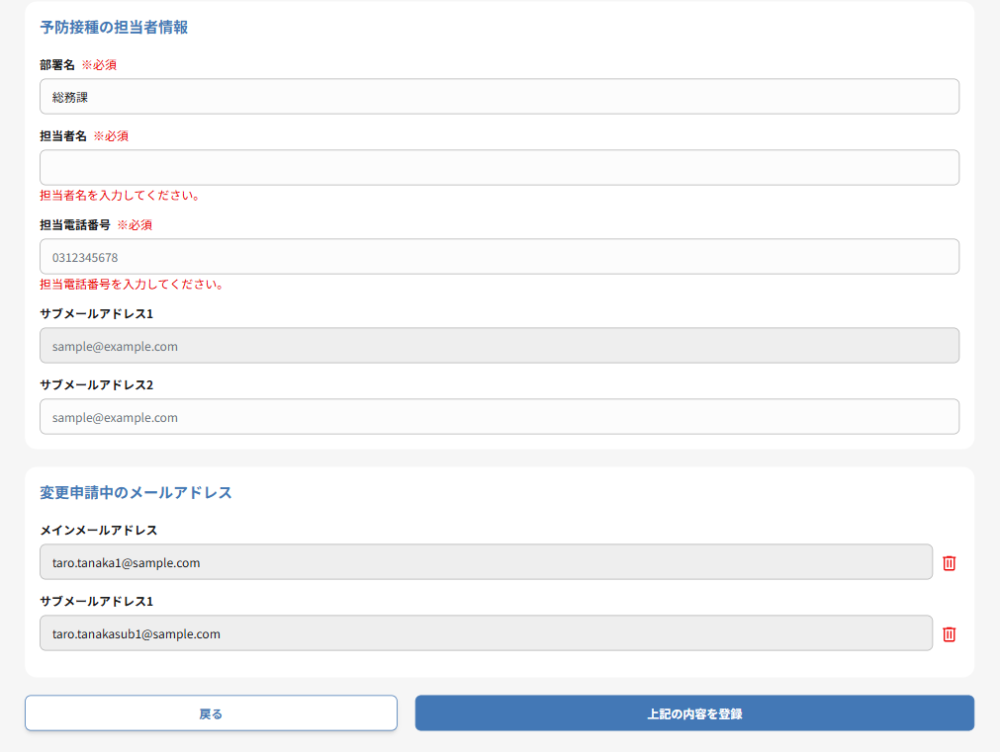 予防接種の担当者情報
部署名 ※必須
総務課
担当者名 ※必須
担当者名を入力してください。
担当電話番号 ※必須
0312345678
担当電話番号を入力してください。
サブメールアドレス1
sample@example.com
サブメールアドレス2
sample@example.com
変更申請中のメールアドレス
メインメールアドレス
taro.tanaka1@sample.com
サブメールアドレス1
taro.tanakasub1@sample.com
戻る
上記の内容を登録